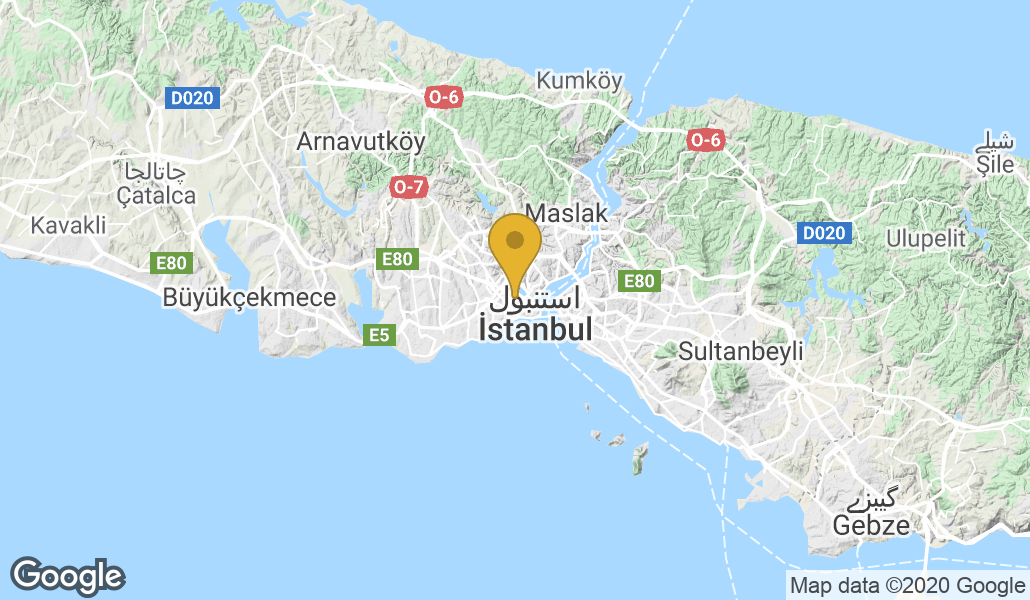 Kumköy
D020
O-6
Arnavutköy
O-6
شیلے
Şile
چاتالجا
Çatalca
O-7
Maslak
Kavakli
D020
Ulupelit
E80
E80
E80
Büyükçekmece
استنبول
İstanbul
E5
Sultanbeyli
گیبزے
Gebze
Google
Map data ©2020 Google